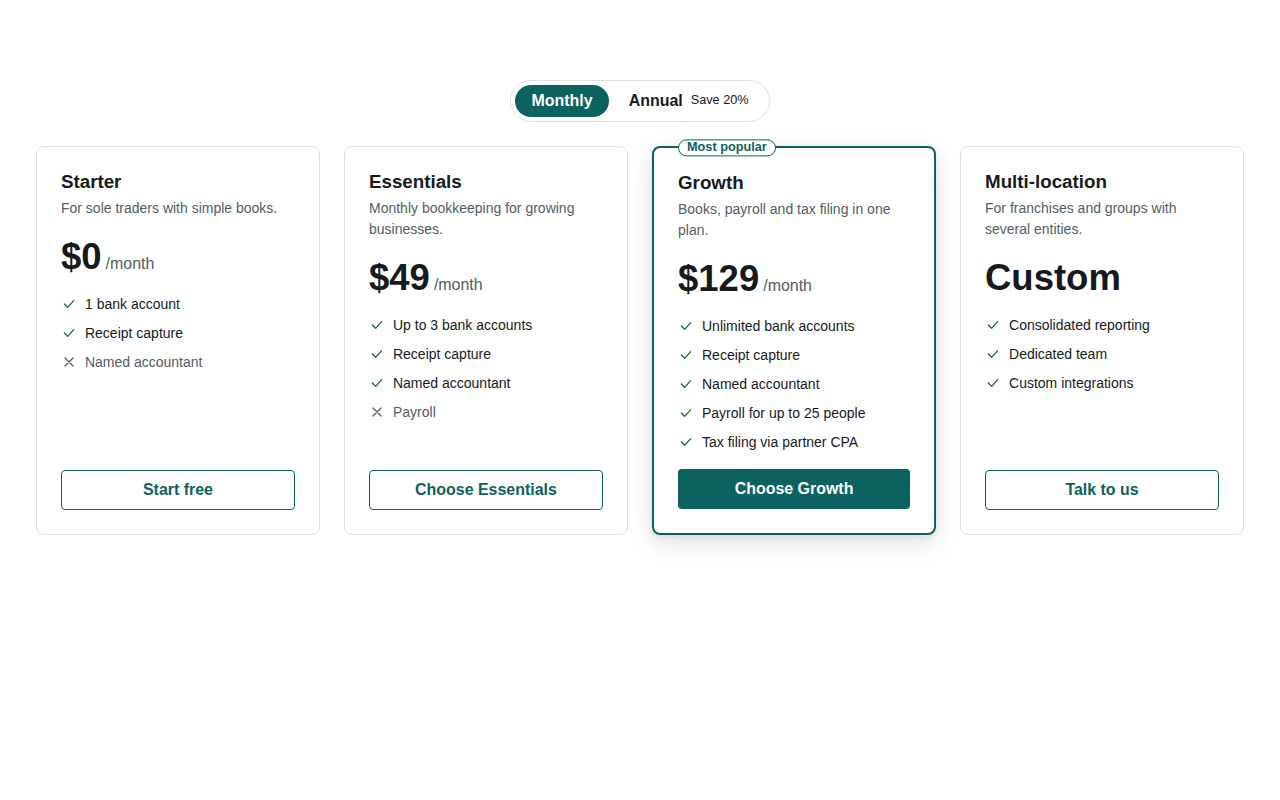 Monthly
Annual Save 20%
Starter
For sole traders with simple books.
$0 /month
1 bank account
Receipt capture
Named accountant
Start free
Essentials
Monthly bookkeeping for growing
businesses.
$49 /month
Up to 3 bank accounts
Receipt capture
Named accountant
Payroll
Choose Essentials
Most popular
Growth
Books, payroll and tax filing in one
plan.
$129 /month
Unlimited bank accounts
Receipt capture
Named accountant
Payroll for up to 25 people
Tax filing via partner CPA
Choose Growth
Multi-location
For franchises and groups with
several entities.
Custom
Consolidated reporting
Dedicated team
Custom integrations
Talk to us